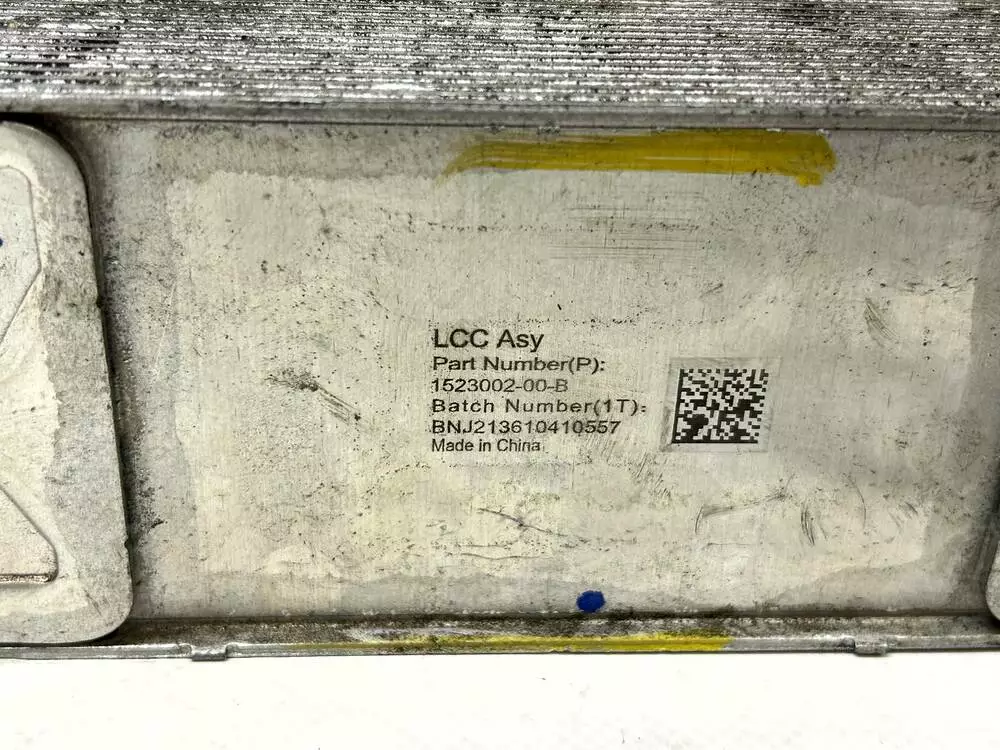 LCC Asy
Part Number(P):
1523002-00-B
Batch Number(1T):
BNJ213610410557
Made in China